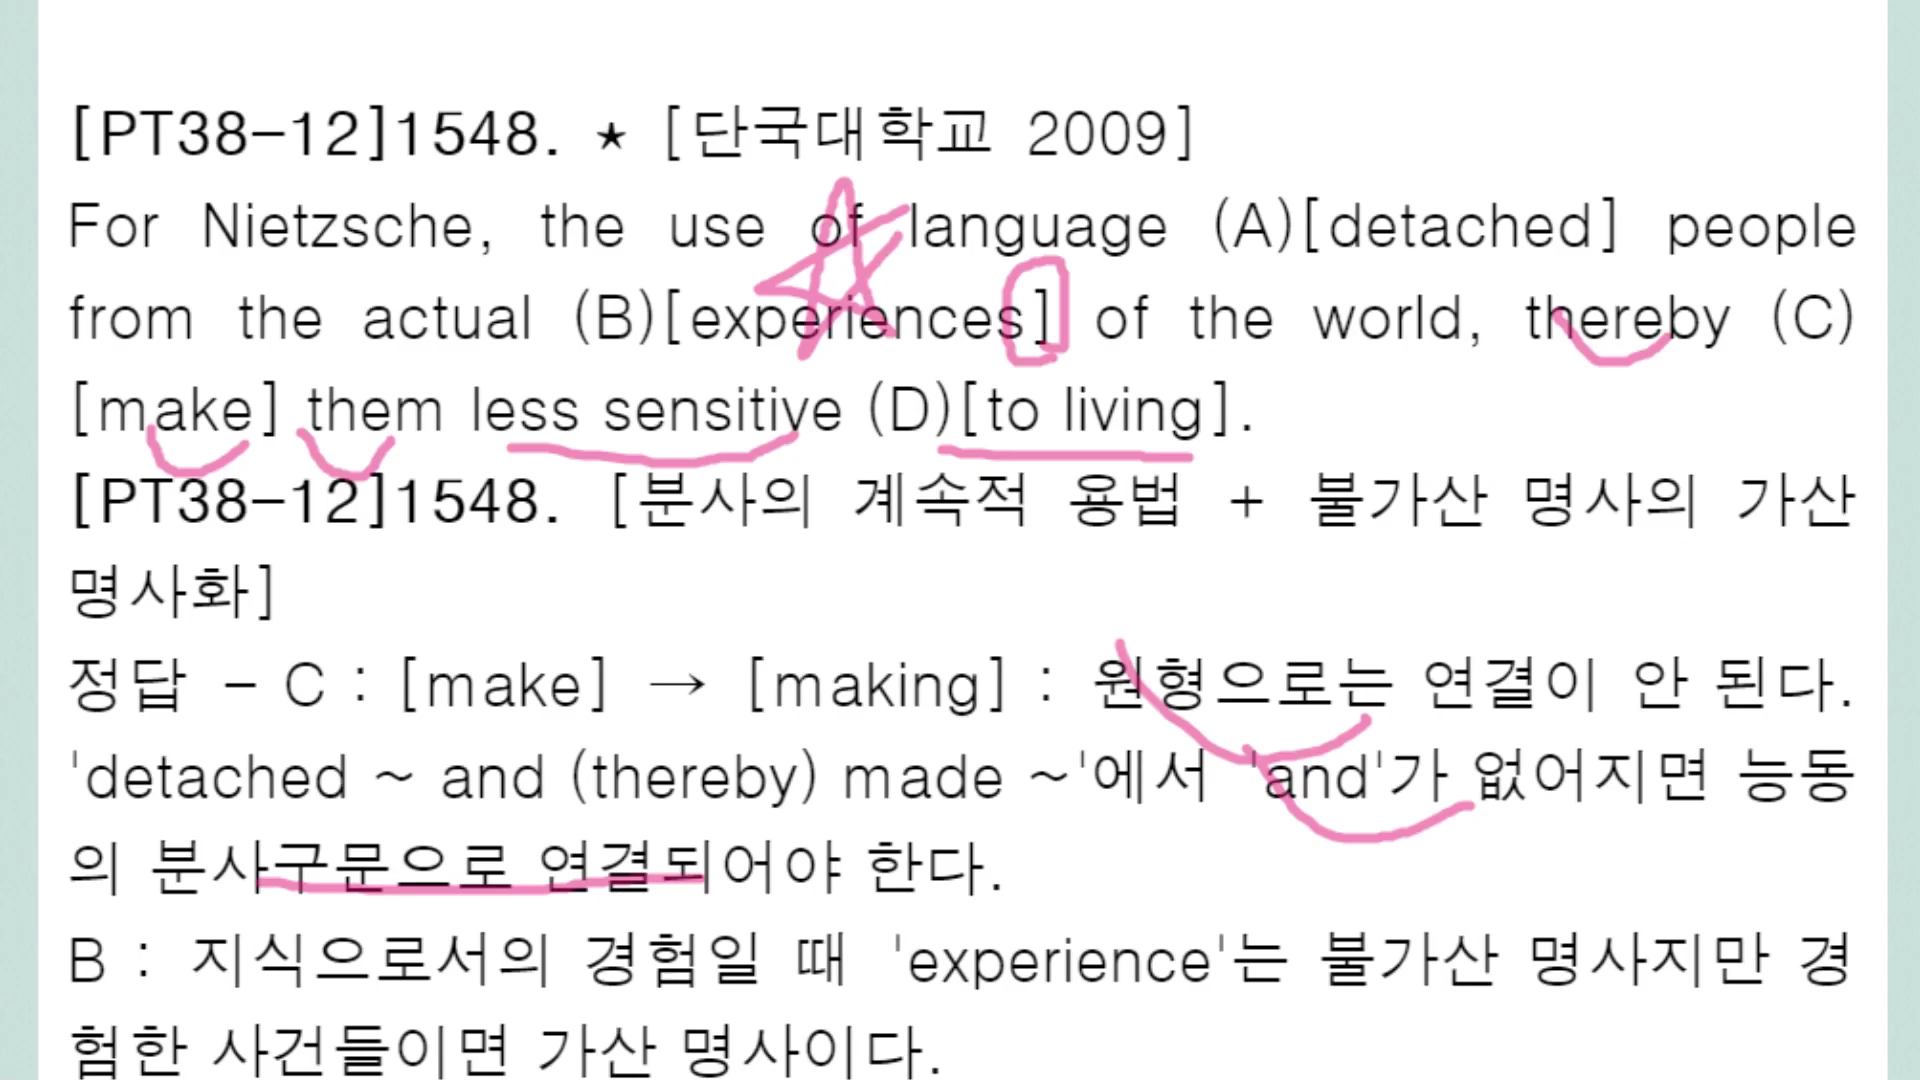 [PT38-12]1548. ★ [단국대학교 2009]
For Nietzsche, the use of language (A)[detached] people
from the actual (B)[experiences] of the world, thereby (C)
[make] them less sensitive (D)[to living].
[PT38-12]1548. [분사의 계속적 용법 + 불가산 명사의 가산
명사화]
정답 - C : [make] → [making] : 원형으로는 연결이 안 된다.
'detached ~ and (thereby) made ~'에서 'and'가 없어지면 능동
의 분사구문으로 연결되어야 한다.
B : 지식으로서의 경험일 때 'experience'는 불가산 명사지만 경
험한 사건들이면 가산 명사이다.